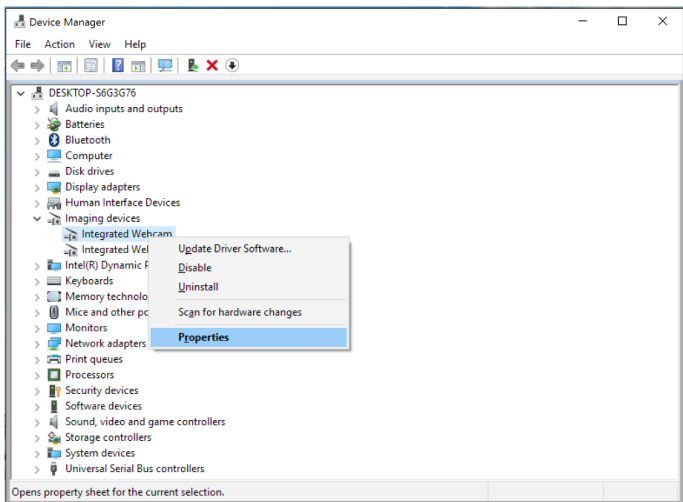 Device Manager
File Action View Help
DESKTOP-S6G3G76
Audio inputs and outputs
Batteries
Bluetooth
Computer
Disk drives
Display adapters
Human Interface Devices
Imaging devices
Integrated Webcam
Integrated Wel
Update Driver Software...
Intel(R) Dynamic P
Disable
Keyboards
Uninstall
Memory technolo
Mice and other po
Scan for hardware changes
Monitors
Network adapters
Properties
Print queues
Processors
Security devices
Software devices
Sound, video and game controllers
Storage controllers
System devices
Universal Serial Bus controllers
Opens property sheet for the current selection.